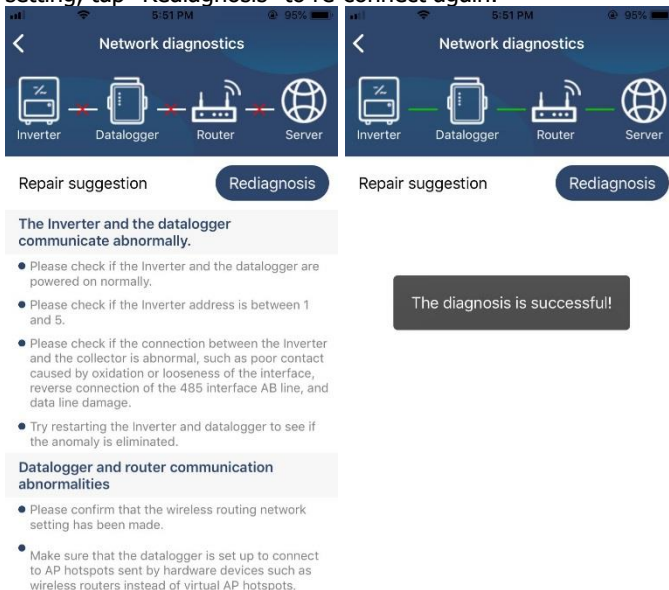 setting, tap "Rediagnosis" to re-connect again.
5:51 PM 95%
Network diagnostics
Inverter Datalogger Router Server
Repair suggestion Rediagnosis
The Inverter and the datalogger
communicate abnormally.
Please check if the Inverter and the datalogger are
powered on normally.
Please check if the Inverter address is between 1
and 5.
Please check if the connection between the Inverter
and the collector is abnormal, such as poor contact
caused by oxidation or looseness of the interface,
reverse connection of the 485 interface AB line, and
data line damage.
Try restarting the Inverter and datalogger to see if
the anomaly is eliminated.
Datalogger and router communication
abnormalities
Please confirm that the wireless routing network
setting has been made.
Make sure that the datalogger is set up to connect
to AP hotspots sent by hardware devices such as
wireless routers instead of virtual AP hotspots.
5:51 PM 95%
Network diagnostics
Inverter Datalogger Router Server
Repair suggestion Rediagnosis
The diagnosis is successful!